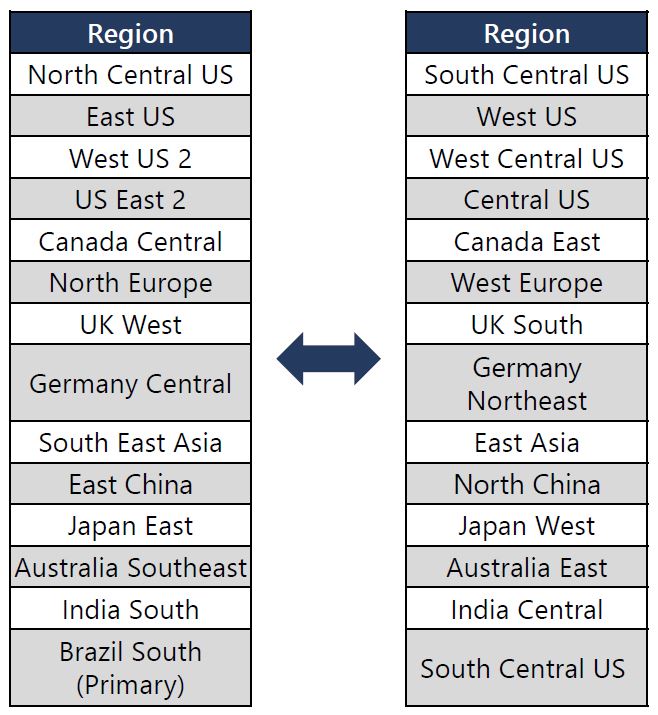 Region
North Central US
East US
West US 2
US East 2
Canada Central
North Europe
UK West
Germany Central
South East Asia
East China
Japan East
Australia Southeast
India South
Brazil South
(Primary)
Region
South Central US
West US
West Central US
Central US
Canada East
West Europe
UK South
Germany
Northeast
East Asia
North China
Japan West
Australia East
India Central
South Central US